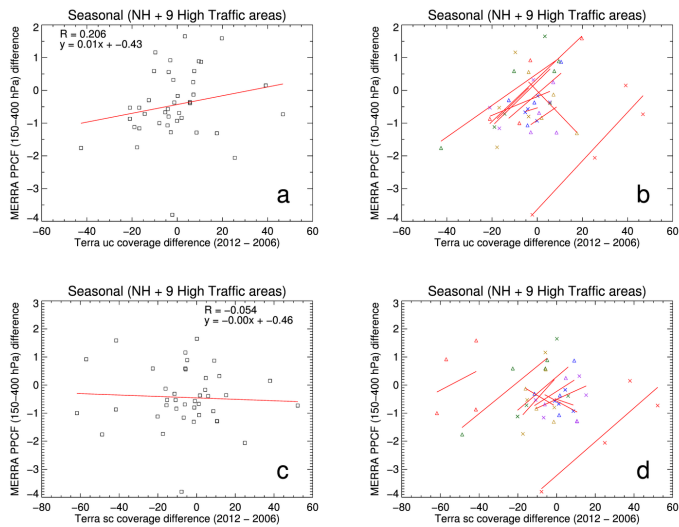 Seasonal (NH + 9 High Traffic areas)
R = 0.206
y = 0.01x + −0.43
MERRA PPCF (150−400 hPa) difference
2
1
0
−1
−2
−3
−4
a
−60 −40 −20 0 20 40 60
Terra uc coverage difference (2012 − 2006)
Seasonal (NH + 9 High Traffic areas)
MERRA PPCF (150−400 hPa) difference
2
1
0
−1
−2
−3
−4
b
−60 −40 −20 0 20 40 60
Terra uc coverage difference (2012 − 2006)
Seasonal (NH + 9 High Traffic areas)
R = −0.054
y = −0.00x + −0.46
MERRA PPCF (150−400 hPa) difference
3
2
1
0
−1
−2
−3
−4
c
−80 −60 −40 −20 0 20 40 60
Terra sc coverage difference (2012 − 2006)
Seasonal (NH + 9 High Traffic areas)
MERRA PPCF (150−400 hPa) difference
3
2
1
0
−1
−2
−3
−4
d
−80 −60 −40 −20 0 20 40 60
Terra sc coverage difference (2012 − 2006)